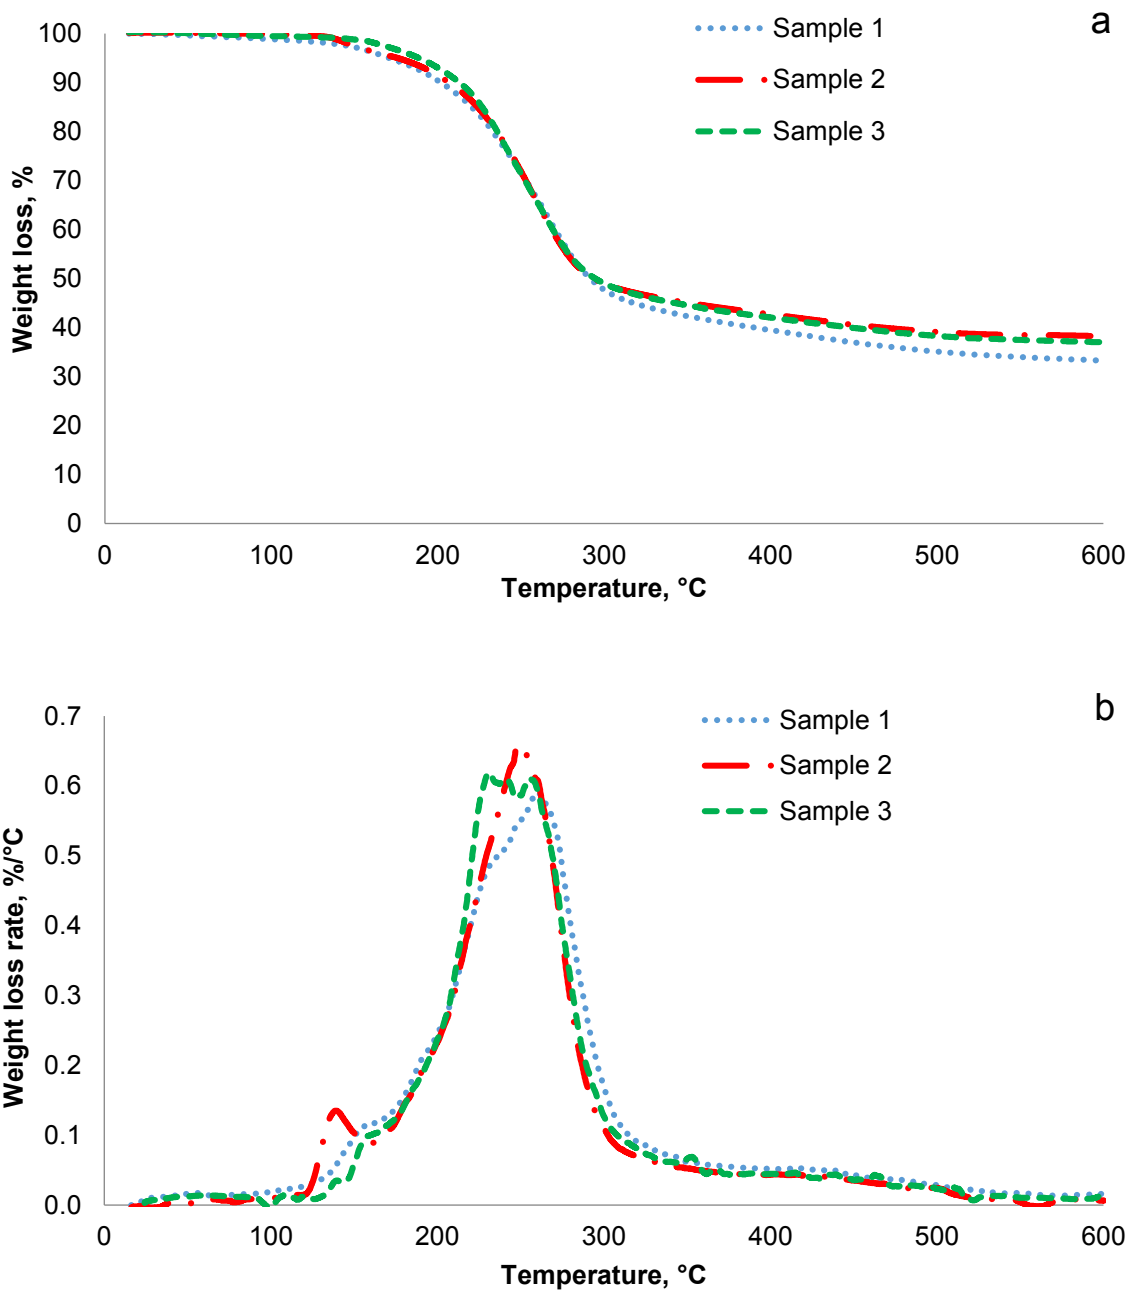 a
Sample 1
Sample 2
Sample 3
Weight loss, %
100
90
80
70
60
50
40
30
20
10
0
0 100 200 300 400 500 600
Temperature, °C
b
Sample 1
Sample 2
Sample 3
Weight loss rate, %/°C
0.7
0.6
0.5
0.4
0.3
0.2
0.1
0.0
0 100 200 300 400 500 600
Temperature, °C